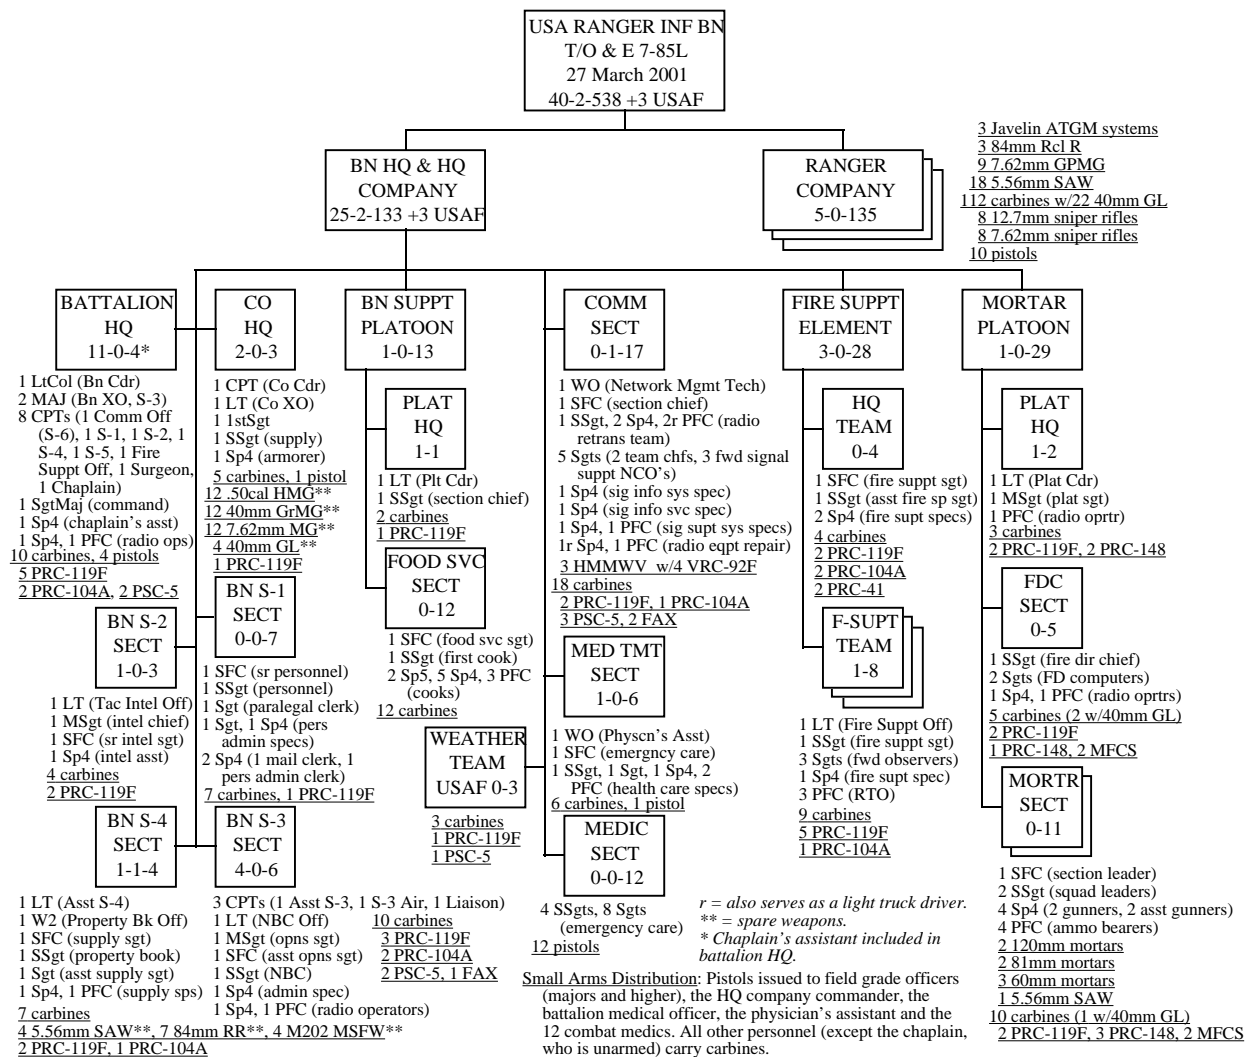 USA RANGER INF BN
T/O & E 7-85L
27 March 2001
40-2-538 +3 USAF
BN HQ & HQ
COMPANY
25-2-133 +3 USAF
RANGER
COMPANY
5-0-135
3 Javelin ATGM systems
3 84mm Rcl R
9 7.62mm GPMG
18 5.56mm SAW
112 carbines w/22 40mm GL
8 12.7mm sniper rifles
8 7.62mm sniper rifles
10 pistols
BATTALION
HQ
11-0-4*
1 LtCol (Bn Cdr)
2 MAJ (Bn XO, S-3)
8 CPTs (1 Comm Off
(S-6), 1 S-1, 1 S-2, 1
S-4, 1 S-5, 1 Fire
Suppt Off, 1 Surgeon,
1 Chaplain)
1 SgtMaj (command)
1 Sp4 (chaplain's asst)
1 Sp4, 1 PFC (radio ops)
10 carbines, 4 pistols
5 PRC-119F
2 PRC-104A, 2 PSC-5
CO
HQ
2-0-3
1 CPT (Co Cdr)
1 LT (Co XO)
1 1stSgt
1 SSgt (supply)
1 Sp4 (armorer)
5 carbines, 1 pistol
12 .50cal HMG**
12 40mm GrMG**
12 7.62mm MG**
4 40mm GL**
1 PRC-119F
BN S-2
SECT
1-0-3
1 LT (Tac Intel Off)
1 MSgt (intel chief)
1 SFC (sr intel sgt)
1 Sp4 (intel asst)
4 carbines
2 PRC-119F
BN S-1
SECT
0-0-7
1 SFC (sr personnel)
1 SSgt (personnel)
1 Sgt (paralegal clerk)
1 Sgt, 1 Sp4 (pers
admin specs)
2 Sp4 (1 mail clerk, 1
pers admin clerk)
7 carbines, 1 PRC-119F
BN S-4
SECT
1-1-4
1 LT (Asst S-4)
1 W2 (Property Bk Off)
1 SFC (supply sgt)
1 SSgt (property book)
1 Sgt (asst supply sgt)
1 Sp4, 1 PFC (supply sps)
7 carbines
4 5.56mm SAW**, 7 84mm RR**, 4 M202 MSFW**
2 PRC-119F, 1 PRC-104A
BN S-3
SECT
4-0-6
3 CPTs (1 Asst S-3, 1 S-3 Air, 1 Liaison)
1 LT (NBC Off)
1 MSgt (opns sgt)
1 SFC (asst opns sgt)
1 SSgt (NBC)
1 Sp4 (admin spec)
1 Sp4, 1 PFC (radio operators)
10 carbines
3 PRC-119F
2 PRC-104A
2 PSC-5, 1 FAX
BN SUPPT
PLATOON
1-0-13
PLAT
HQ
1-1
1 LT (Plt Cdr)
1 SSgt (section chief)
2 carbines
1 PRC-119F
FOOD SVC
SECT
0-12
1 SFC (food svc sgt)
1 SSgt (first cook)
2 Sp5, 5 Sp4, 3 PFC
(cooks)
12 carbines
COMM
SECT
0-1-17
1 WO (Network Mgmt Tech)
1 SFC (section chief)
1 SSgt, 2 Sp4, 2r PFC (radio
retrans team)
5 Sgts (2 team chfs, 3 fwd signal
suppt NCO's)
1 Sp4 (sig info sys spec)
1 Sp4 (sig info svc spec)
1 Sp4, 1 PFC (sig supt sys specs)
1r Sp4, 1 PFC (radio eqpt repair)
3 HMMWV w/4 VRC-92F
18 carbines
2 PRC-119F, 1 PRC-104A
3 PSC-5, 2 FAX
MED TMT
SECT
1-0-6
1 WO (Physcn's Asst)
1 SFC (emergncy care)
1 SSgt, 1 Sgt, 1 Sp4, 2
PFC (health care specs)
6 carbines, 1 pistol
WEATHER
TEAM
USAF 0-3
3 carbines
1 PRC-119F
1 PSC-5
MEDIC
SECT
0-0-12
4 SSgts, 8 Sgts
(emergency care)
12 pistols
FIRE SUPPT
ELEMENT
3-0-28
HQ
TEAM
0-4
1 SFC (fire suppt sgt)
1 SSgt (asst fire sp sgt)
2 Sp4 (fire supt specs)
4 carbines
2 PRC-119F
2 PRC-104A
2 PRC-41
F-SUPT
TEAM
1-8
1 LT (Fire Suppt Off)
1 SSgt (fire suppt sgt)
3 Sgts (fwd observers)
1 Sp4 (fire supt spec)
3 PFC (RTO)
9 carbines
5 PRC-119F
1 PRC-104A
MORTAR
PLATOON
1-0-29
PLAT
HQ
1-2
1 LT (Plat Cdr)
1 MSgt (plat sgt)
1 PFC (radio oprtr)
3 carbines
2 PRC-119F, 2 PRC-148
FDC
SECT
0-5
1 SSgt (fire dir chief)
2 Sgts (FD computers)
1 Sp4, 1 PFC (radio oprtrs)
5 carbines (2 w/40mm GL)
2 PRC-119F
1 PRC-148, 2 MFCS
MORTR
SECT
0-11
1 SFC (section leader)
2 SSgt (squad leaders)
4 Sp4 (2 gunners, 2 asst gunners)
4 PFC (ammo bearers)
2 120mm mortars
2 81mm mortars
3 60mm mortars
1 5.56mm SAW
10 carbines (1 w/40mm GL)
2 PRC-119F, 3 PRC-148, 2 MFCS
r = also serves as a light truck driver.
** = spare weapons.
* Chaplain's assistant included in
battalion HQ.
Small Arms Distribution: Pistols issued to field grade officers
(majors and higher), the HQ company commander, the
battalion medical officer, the physician's assistant and the
12 combat medics. All other personnel (except the chaplain,
who is unarmed) carry carbines.